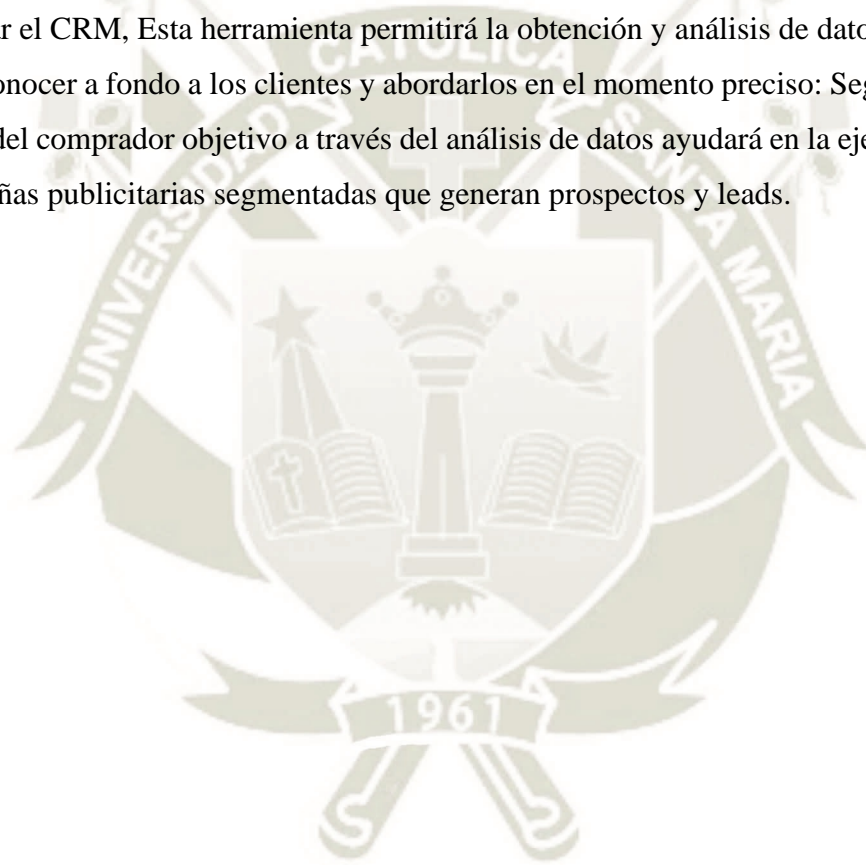 r el CRM, Esta herramienta permitirá la obtención y análisis de dato
onocer a fondo a los clientes y abordarlos en el momento preciso: Seg
del comprador objetivo a través del análisis de datos ayudará en la eje
ñas publicitarias segmentadas que generan prospectos y leads.
UNIVERSIDAD CATOLICA SANTA MARIA
1961